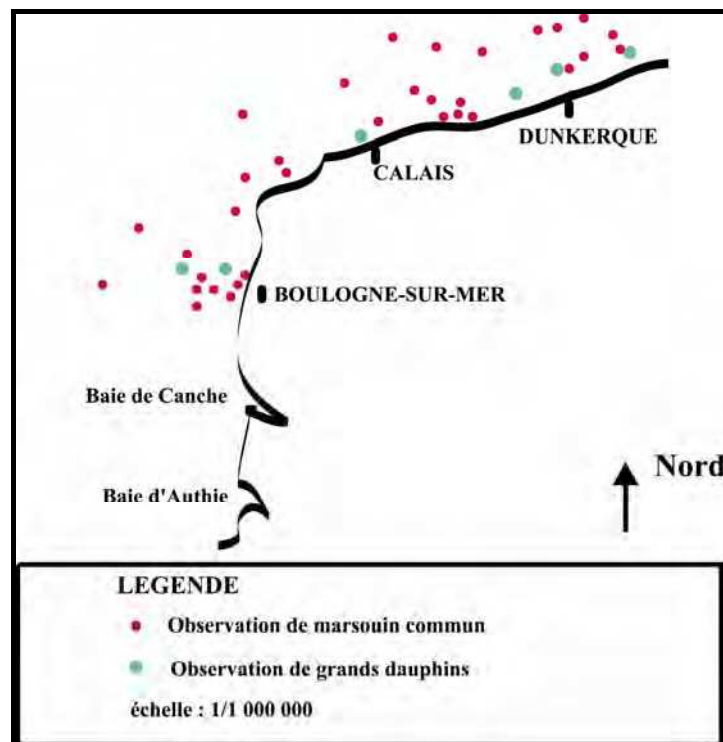 DUNKERQUE
CALAIS
BOULOGNE-SUR-MER
Baie de Canche
Nord
Baie d'Authie
LEGENDE
Observation de marsouin commun
Observation de grands dauphins
échelle : 1/1 000 000